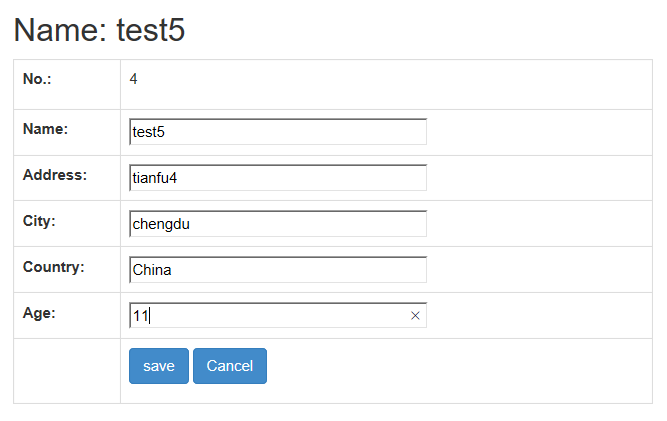 Name: test5
No.: 4
Name: test5
Address: tianfu4
City: chengdu
Country: China
Age: 11
save Cancel